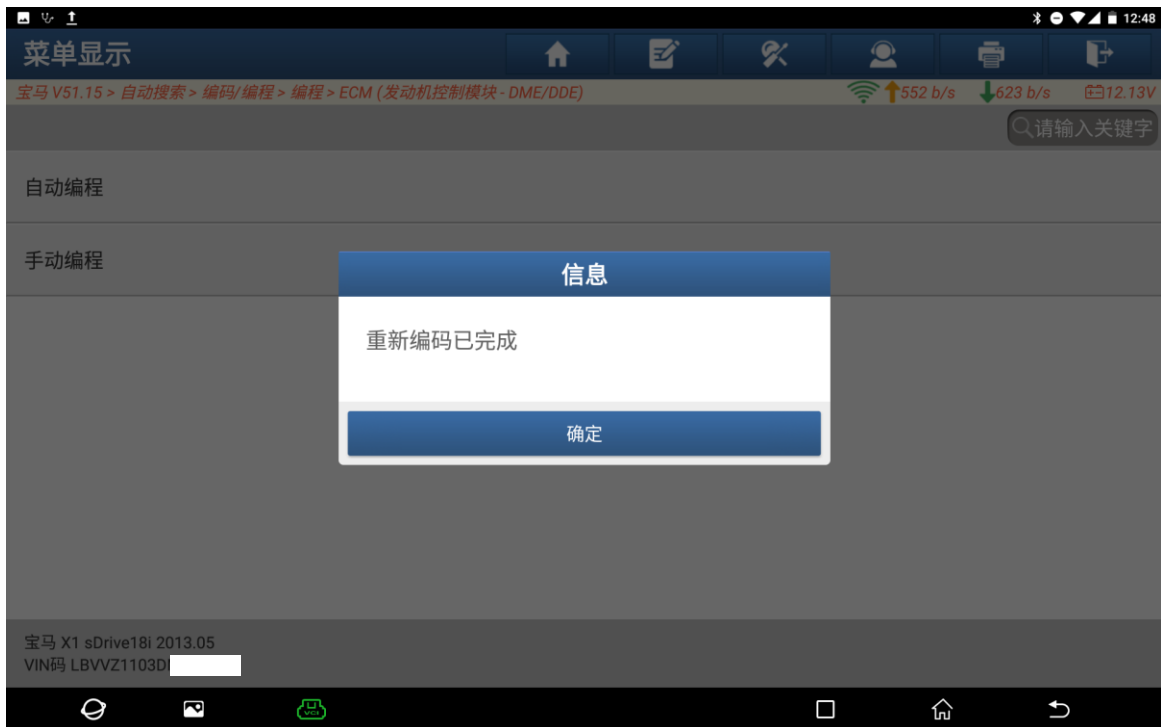 12:48
菜单显示
宝马 V51.15 > 自动搜索 > 编码/编程 > 编程 > ECM (发动机控制模块 - DME/DDE)
552 b/s
623 b/s
12.13V
请输入关键字
自动编程
手动编程
信息
重新编码已完成
确定
宝马 X1 sDrive18i 2013.05
VIN码 LBVVZ1103D
VCI